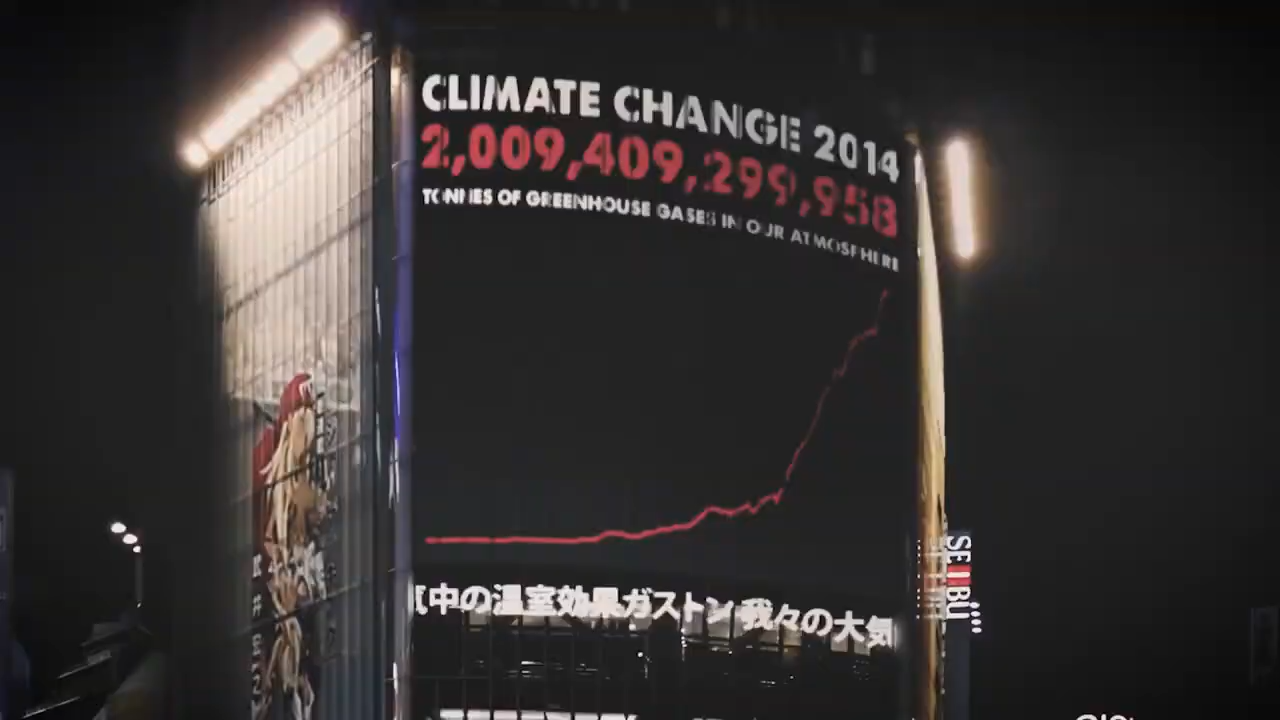 CLIMATE CHANGE 2014
2,009,409,299,958
TONNES OF GREENHOUSE GASES IN OUR ATMOSPHERE
中の温室効果ガストン 我々の大気
SEIBU